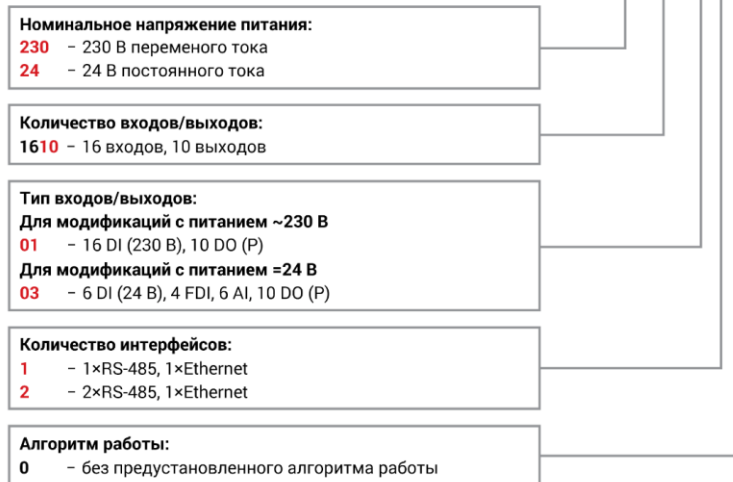 Номинальное напряжение питания:
230 – 230 В переменого тока
24 – 24 В постоянного тока
Количество входов/выходов:
1610 – 16 входов, 10 выходов
Тип входов/выходов:
Для модификаций с питанием ~230 В
01 – 16 DI (230 В), 10 DO (Р)
Для модификаций с питанием =24 В
03 – 6 DI (24 В), 4 FDI, 6 AI, 10 DO (Р)
Количество интерфейсов:
1 – 1×RS-485, 1×Ethernet
2 – 2×RS-485, 1×Ethernet
Алгоритм работы:
0 – без предустановленного алгоритма работы